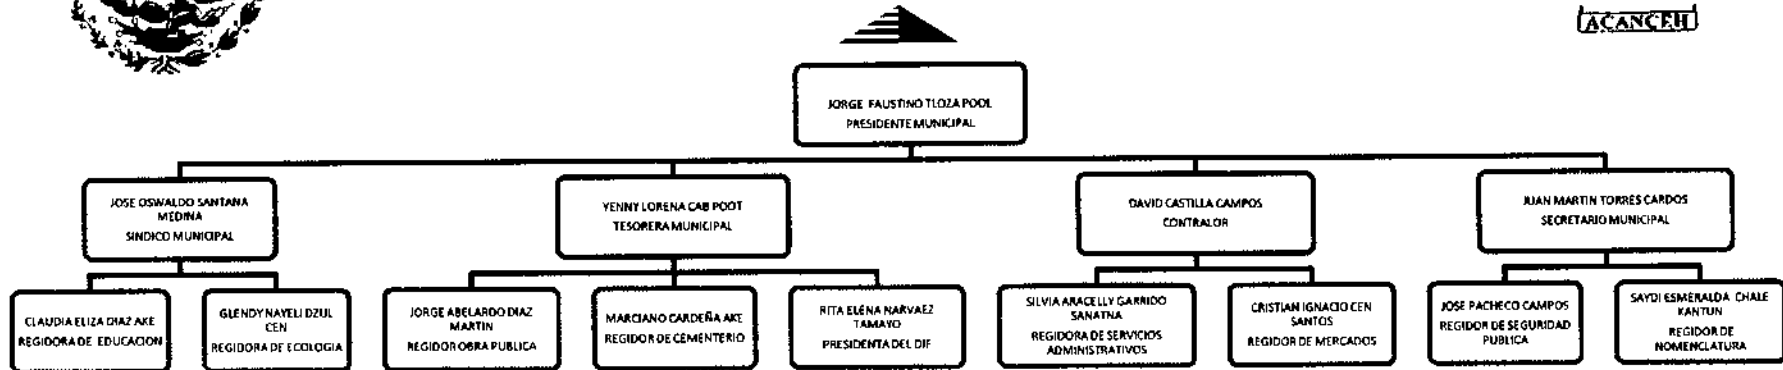 ACANCEH
JORGE FAUSTINO TLOZA POOL
PRESIDENTE MUNICIPAL
JOSE OSWALDO SANTANA
MEDINA
SINDICO MUNICIPAL
YENNY LORENA CAB POOT
TESORERA MUNICIPAL
DAVID CASTILLA CAMPOS
CONTRALOR
JUAN MARTIN TORRES CARDOS
SECRETARIO MUNICIPAL
CLAUDIA ELIZA DIAZ AKE
REGIDORA DE EDUCACION
GLENDY NAYELI DZUL
CEN
REGIDORA DE ECOLOGIA
JORGE ABELARDO DIAZ
MARTIN
REGIDOR OBRA PUBLICA
MARCIANO CARDEÑA AKE
REGIDOR DE CEMENTERIO
RITA ELENA NARVAEZ
TAMAYO
PRESIDENTA DEL DIF
SILVIA ARACELLY GARRIDO
SANATNA
REGIDORA DE SERVICIOS
ADMINISTRATIVOS
CRISTIAN IGNACIO CEN
SANTOS
REGIDOR DE MERCADOS
JOSE PACHECO CAMPOS
REGIDOR DE SEGURIDAD
PUBLICA
SAYDI ESMERALDA CHALE
KANTUN
REGIDOR DE
NOMENCLATURA